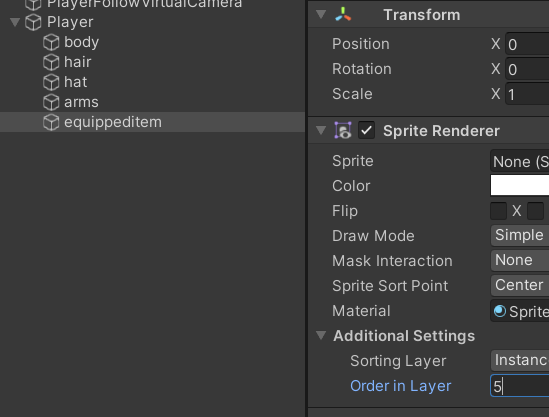 PlayerFollowVirtualCamera
Player
body
hair
hat
arms
equippeditem
Transform
Position X 0
Rotation X 0
Scale X 1
Sprite Renderer
Sprite None (S
Color
Flip X
Draw Mode Simple
Mask Interaction None
Sprite Sort Point Center
Material Sprite
Additional Settings
Sorting Layer Instanc
Order in Layer 5